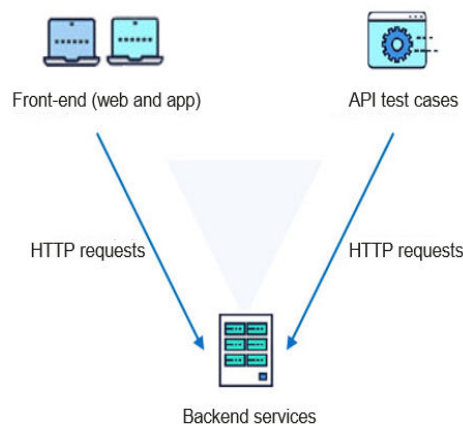 Front-end (web and app)
API test cases
HTTP requests
HTTP requests
Backend services